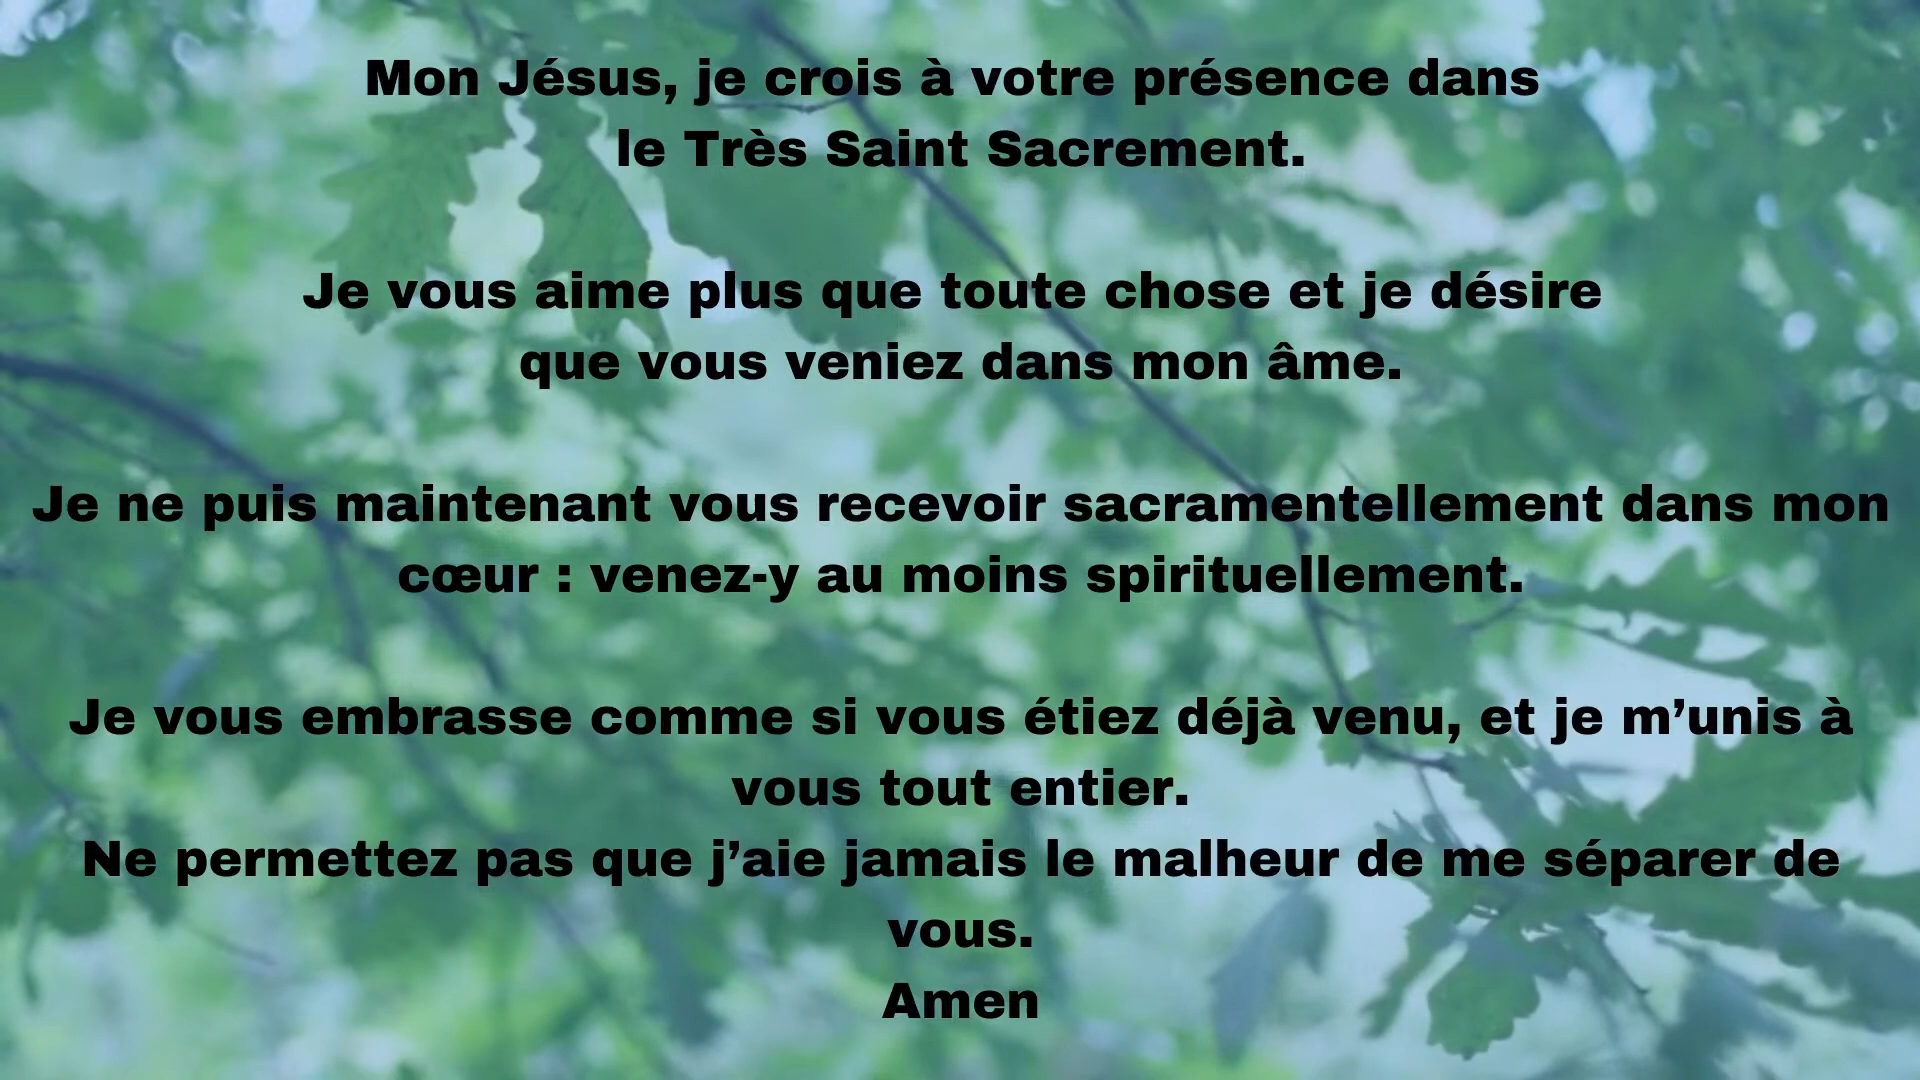 Mon Jésus, je crois à votre présence dans
le Très Saint Sacrement.
Je vous aime plus que toute chose et je désire
que vous veniez dans mon âme.
Je ne puis maintenant vous recevoir sacramentellement dans mon
cœur : venez-y au moins spirituellement.
Je vous embrasse comme si vous étiez déjà venu, et je m’unis à
vous tout entier.
Ne permettez pas que j’aie jamais le malheur de me séparer de
vous.
Amen